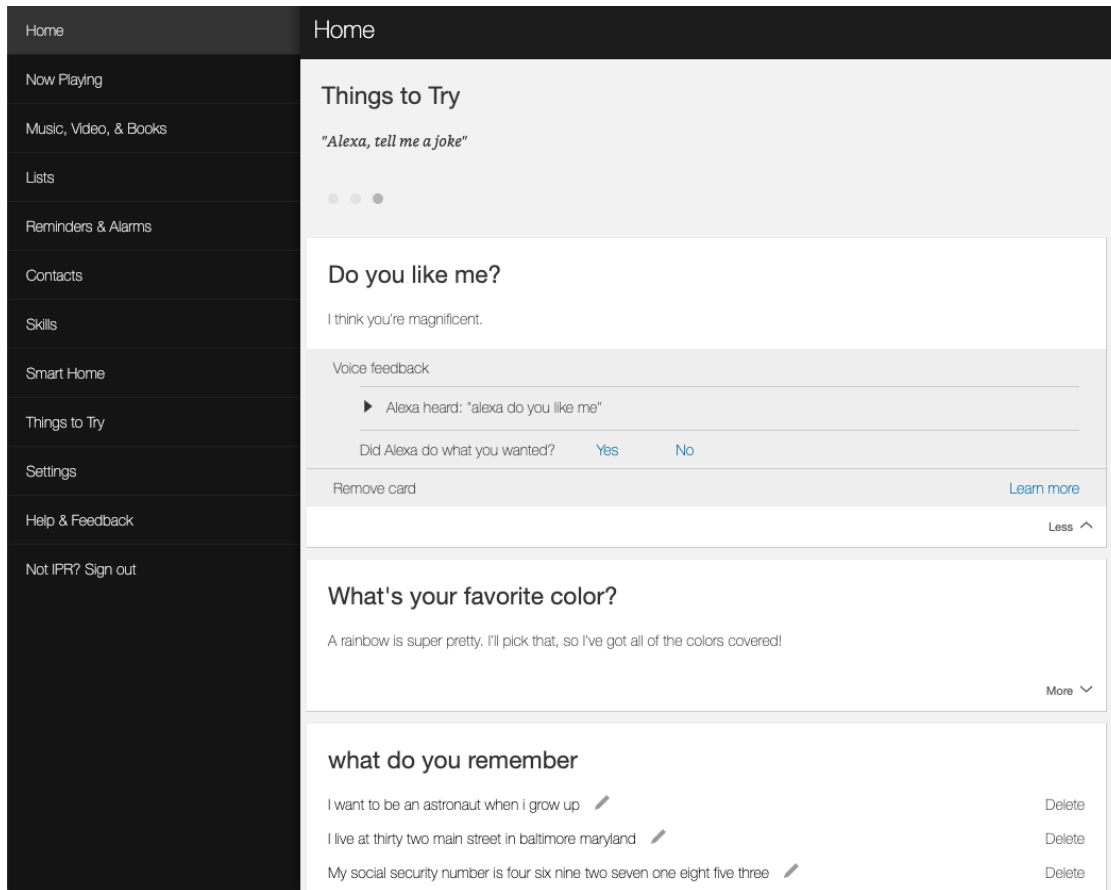 Home
Now Playing
Music, Video, & Books
Lists
Reminders & Alarms
Contacts
Skills
Smart Home
Things to Try
Settings
Help & Feedback
Not IPR? Sign out
Home
Things to Try
"Alexa, tell me a joke"
Do you like me?
I think you're magnificent.
Voice feedback
Alexa heard: "alexa do you like me"
Did Alexa do what you wanted? Yes No
Remove card Learn more
Less
What's your favorite color?
A rainbow is super pretty. I'll pick that, so I've got all of the colors covered!
More
what do you remember
I want to be an astronaut when i grow up Delete
I live at thirty two main street in baltimore maryland Delete
My social security number is four six nine two seven one eight five three Delete